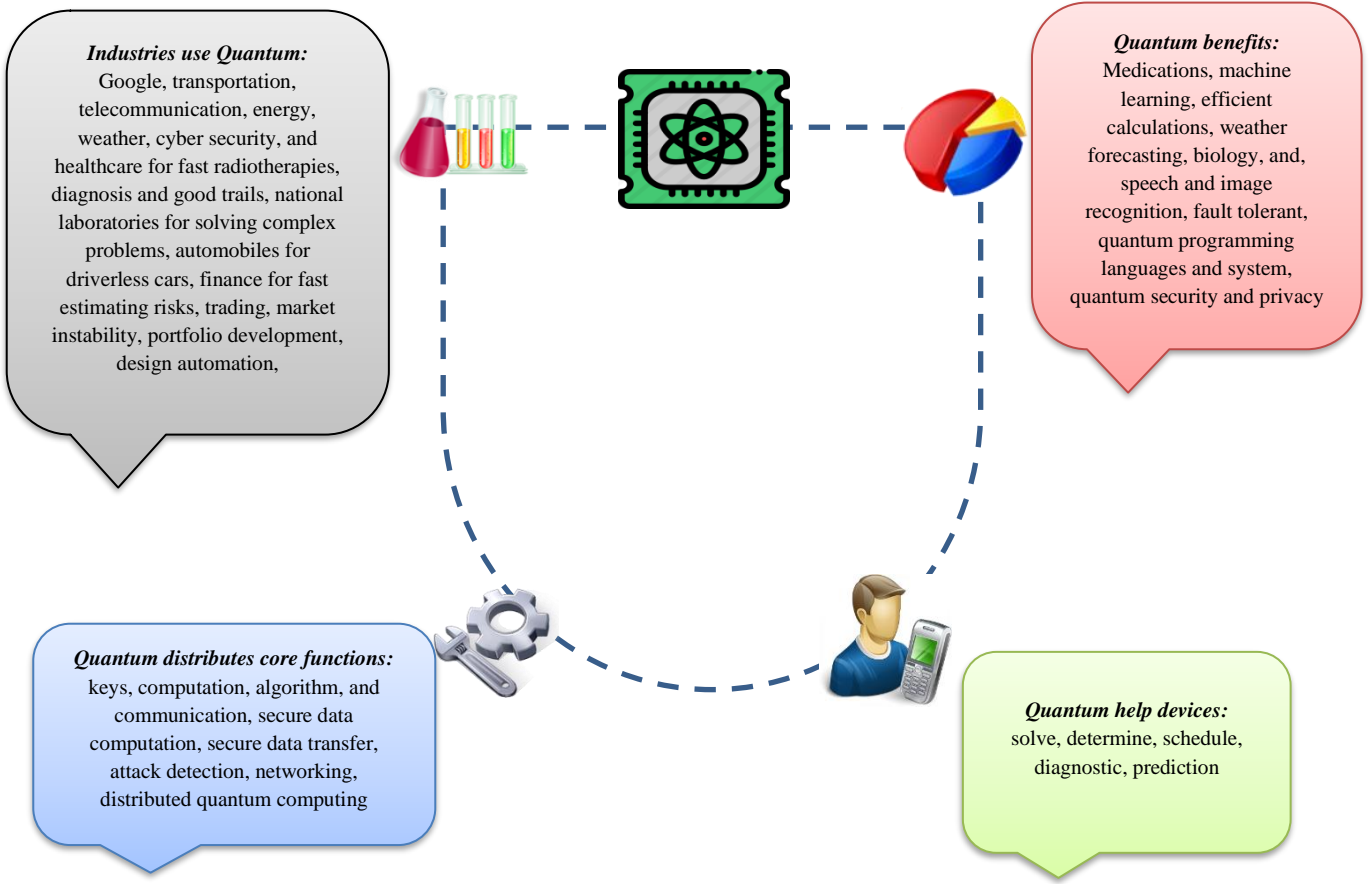 Industries use Quantum:
Google, transportation,
telecommunication, energy,
weather, cyber security, and
healthcare for fast radiotherapies,
diagnosis and good trails, national
laboratories for solving complex
problems, automobiles for
driverless cars, finance for fast
estimating risks, trading, market
instability, portfolio development,
design automation,
Quantum benefits:
Medications, machine
learning, efficient
calculations, weather
forecasting, biology, and,
speech and image
recognition, fault tolerant,
quantum programming
languages and system,
quantum security and privacy
Quantum distributes core functions:
keys, computation, algorithm, and
communication, secure data
computation, secure data transfer,
attack detection, networking,
distributed quantum computing
Quantum help devices:
solve, determine, schedule,
diagnostic, prediction